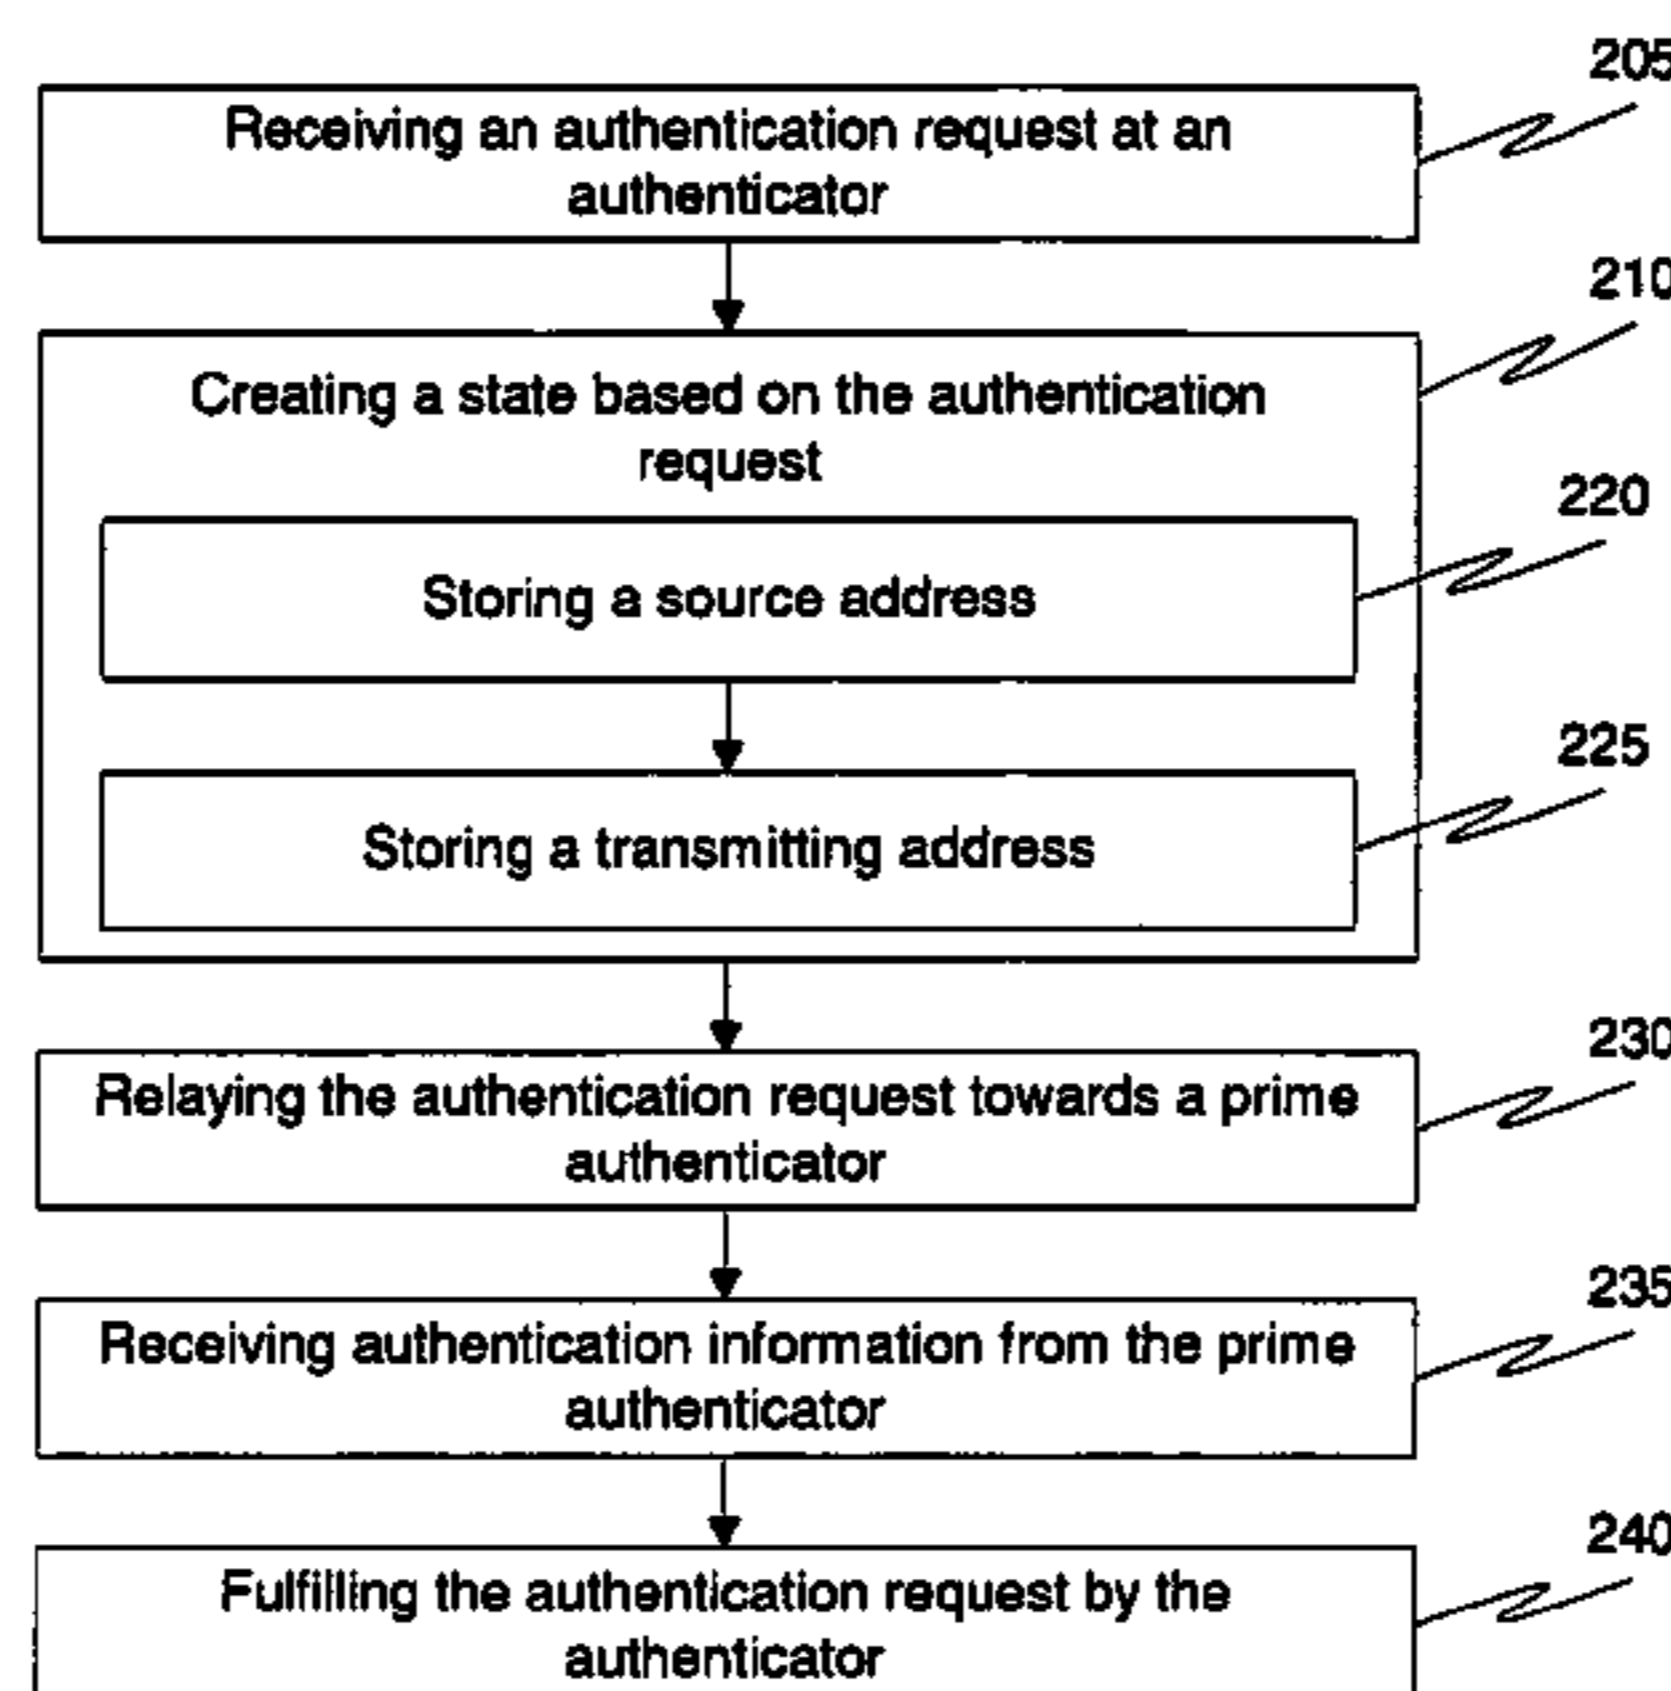 205
Receiving an authentication request at an
authenticator
210
Creating a state based on the authentication
request
220
Storing a source address
225
Storing a transmitting address
230
Relaying the authentication request towards a prime
authenticator
235
Receiving authentication information from the prime
authenticator
240
Fulfilling the authentication request by the
authenticator